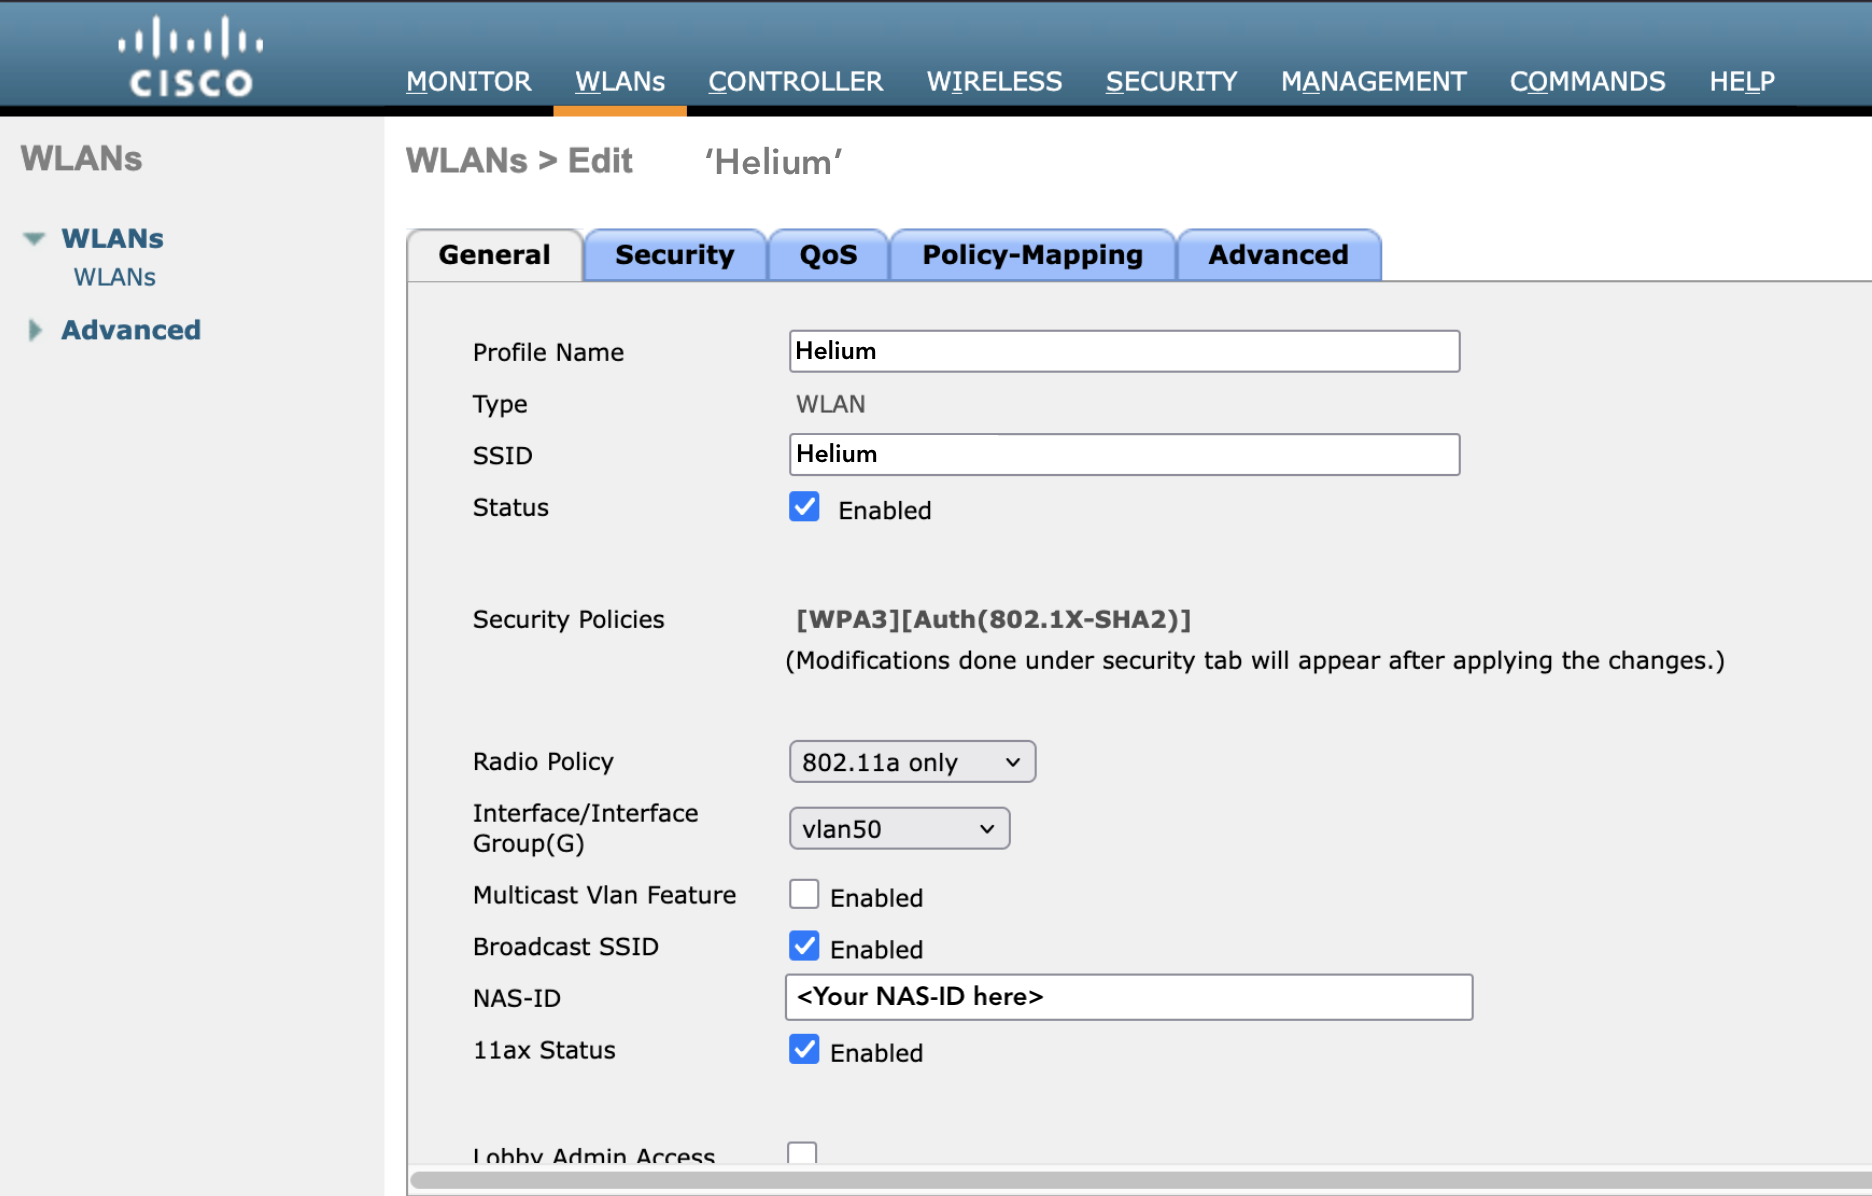 CISCO
MONITOR WLANs CONTROLLER WIRELESS SECURITY MANAGEMENT COMMANDS HELP
WLANs
WLANs
WLANs
Advanced
WLANs > Edit ‘Helium’
General Security QoS Policy-Mapping Advanced
Profile Name Helium
Type WLAN
SSID Helium
Status Enabled
Security Policies [WPA3][Auth(802.1X-SHA2)]
(Modifications done under security tab will appear after applying the changes.)
Radio Policy 802.11a only
Interface/Interface
Group(G) vlan50
Multicast Vlan Feature Enabled
Broadcast SSID Enabled
NAS-ID <Your NAS-ID here>
11ax Status Enabled
Lobby Admin Access